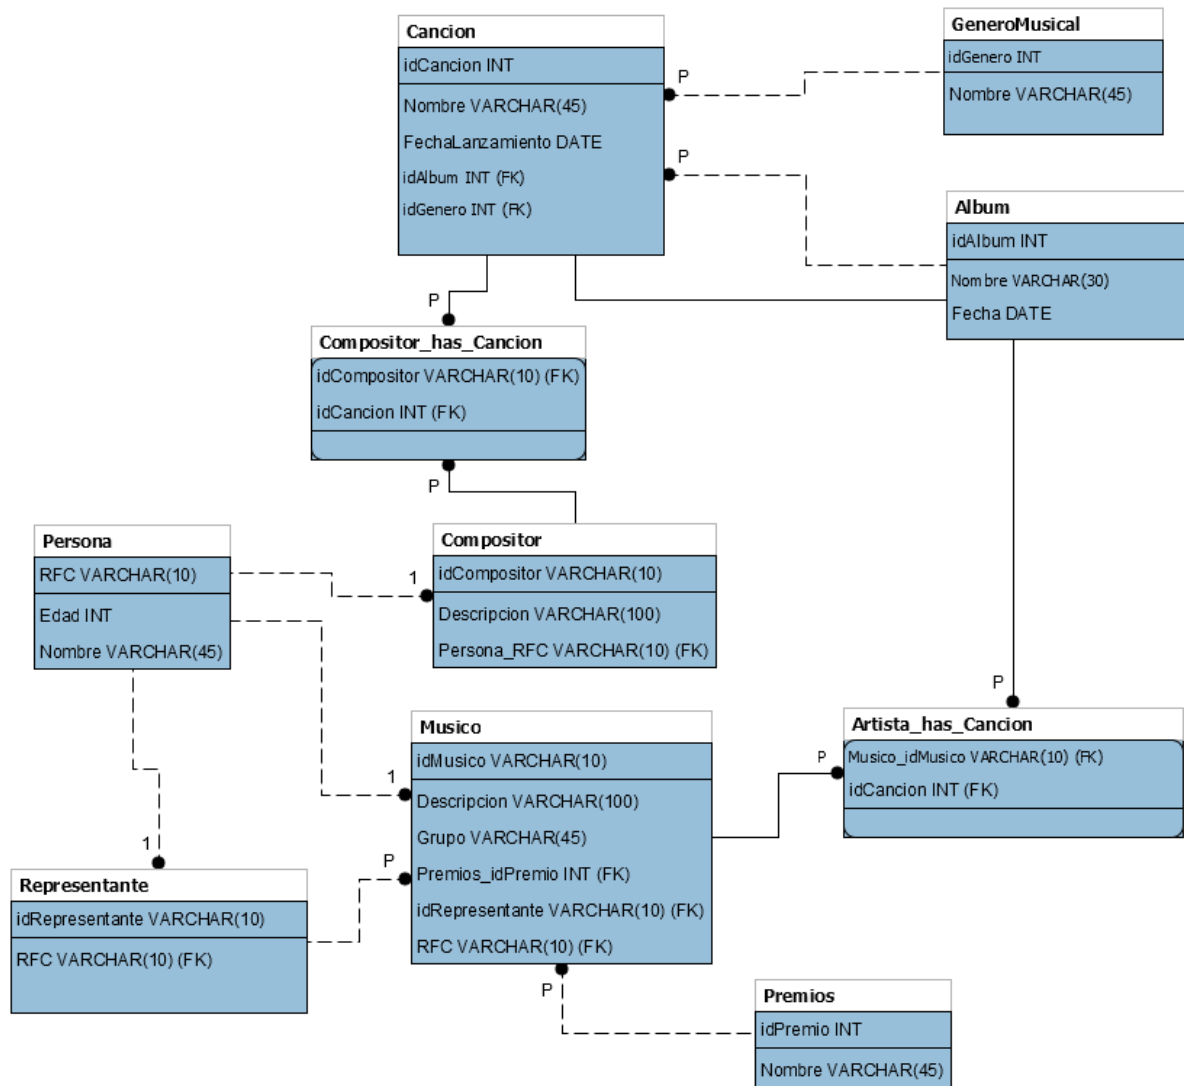 Cancion
idCancion INT
Nombre VARCHAR(45)
FechaLanzamiento DATE
idAlbum INT (FK)
idGenero INT (FK)
GeneroMusical
idGenero INT
Nombre VARCHAR(45)
P
P
Album
idAlbum INT
Nombre VARCHAR(30)
Fecha DATE
P
Compositor_has_Cancion
idCompositor VARCHAR(10) (FK)
idCancion INT (FK)
P
Persona
RFC VARCHAR(10)
Edad INT
Nombre VARCHAR(45)
1
Compositor
idCompositor VARCHAR(10)
Descripcion VARCHAR(100)
Persona_RFC VARCHAR(10) (FK)
P
Artista_has_Cancion
Musico_idMusico VARCHAR(10) (FK)
idCancion INT (FK)
P
1
Musico
idMusico VARCHAR(10)
Descripcion VARCHAR(100)
Grupo VARCHAR(45)
Premios_idPremio INT (FK)
idRepresentante VARCHAR(10) (FK)
RFC VARCHAR(10) (FK)
1
P
Representante
idRepresentante VARCHAR(10)
RFC VARCHAR(10) (FK)
P
Premios
idPremio INT
Nombre VARCHAR(45)